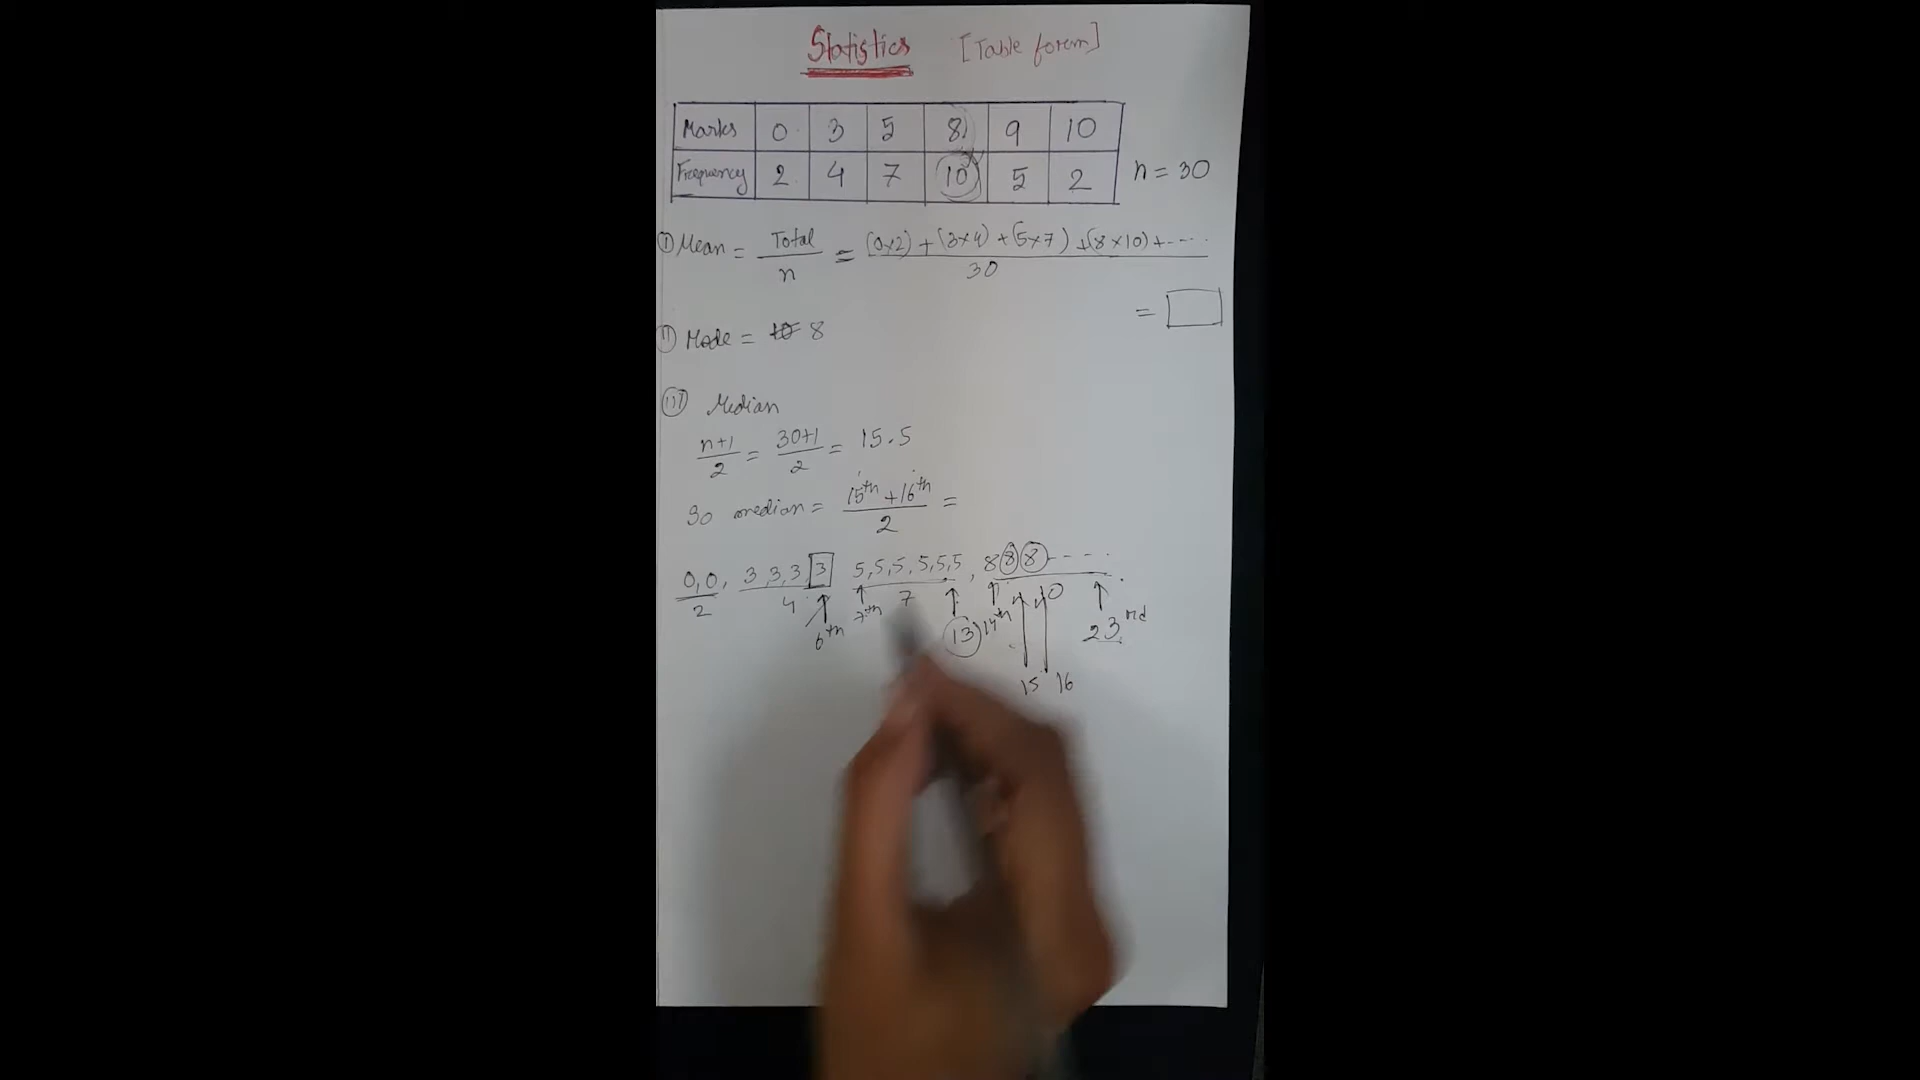 Statistics [Table form]
Marks 0 3 5 8 9 10
Frequency 2 4 7 10 5 2 n = 30
(I) Mean = Total / n = (0×2) + (3×4) + (5×7) + (8×10) + ---- / 30
= 
(II) Mode = 10 8
(III) Median
n+1 / 2 = 30+1 / 2 = 15.5
So median = 15th + 16th / 2 =
0,0, 3,3,3,3 5,5,5,5,5,5, 8 8 8 ----.
2 4 7 10
6th 7th 13 14th 23rd
15 16